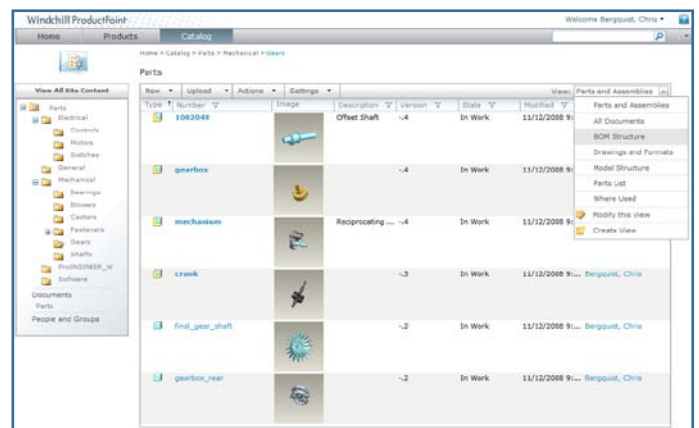 Windchill ProductPoint
Welcome Bergquist, Chris
Home Products Catalog
Home > Catalog > Parts > Mechanical > Gears
Parts
View All Site Content
New Upload Actions Settings View: Parts and Assemblies
Type Number Image Description Version State Modified
Parts
Electrical
Controls
Motors
Switches
General
Mechanical
Bearings
Blowers
Casters
Fasteners
Gears
Shafts
ProENGINEER_W
Software
Documents
Parts
People and Groups
1082048 Offset Shaft -.4 In Work 11/12/2008 9:
gearbox -.4 In Work 11/12/2008 9:
mechanism Reciprocating ... -.4 In Work 11/12/2008 9:
crank -.3 In Work 11/12/2008 9:... Bergquist, Chris
final_gear_shaft -.2 In Work 11/12/2008 9:... Bergquist, Chris
gearbox_rear -.2 In Work 11/12/2008 9:... Bergquist, Chris
Parts and Assemblies
All Documents
BOM Structure
Drawings and Formats
Model Structure
Parts List
Where Used
Modify this View
Create View